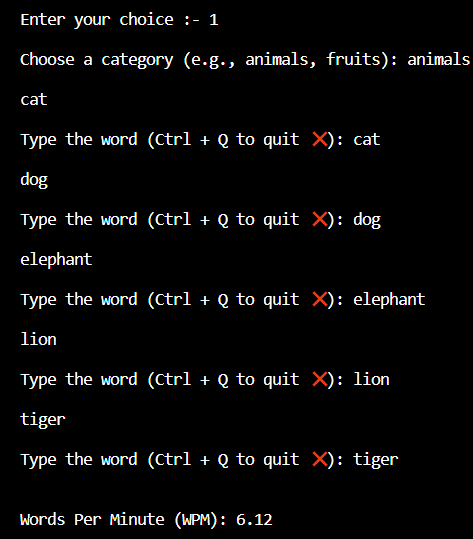 Enter your choice :- 1
Choose a category (e.g., animals, fruits): animals
cat
Type the word (Ctrl + Q to quit ❌): cat
dog
Type the word (Ctrl + Q to quit ❌): dog
elephant
Type the word (Ctrl + Q to quit ❌): elephant
lion
Type the word (Ctrl + Q to quit ❌): lion
tiger
Type the word (Ctrl + Q to quit ❌): tiger
Words Per Minute (WPM): 6.12